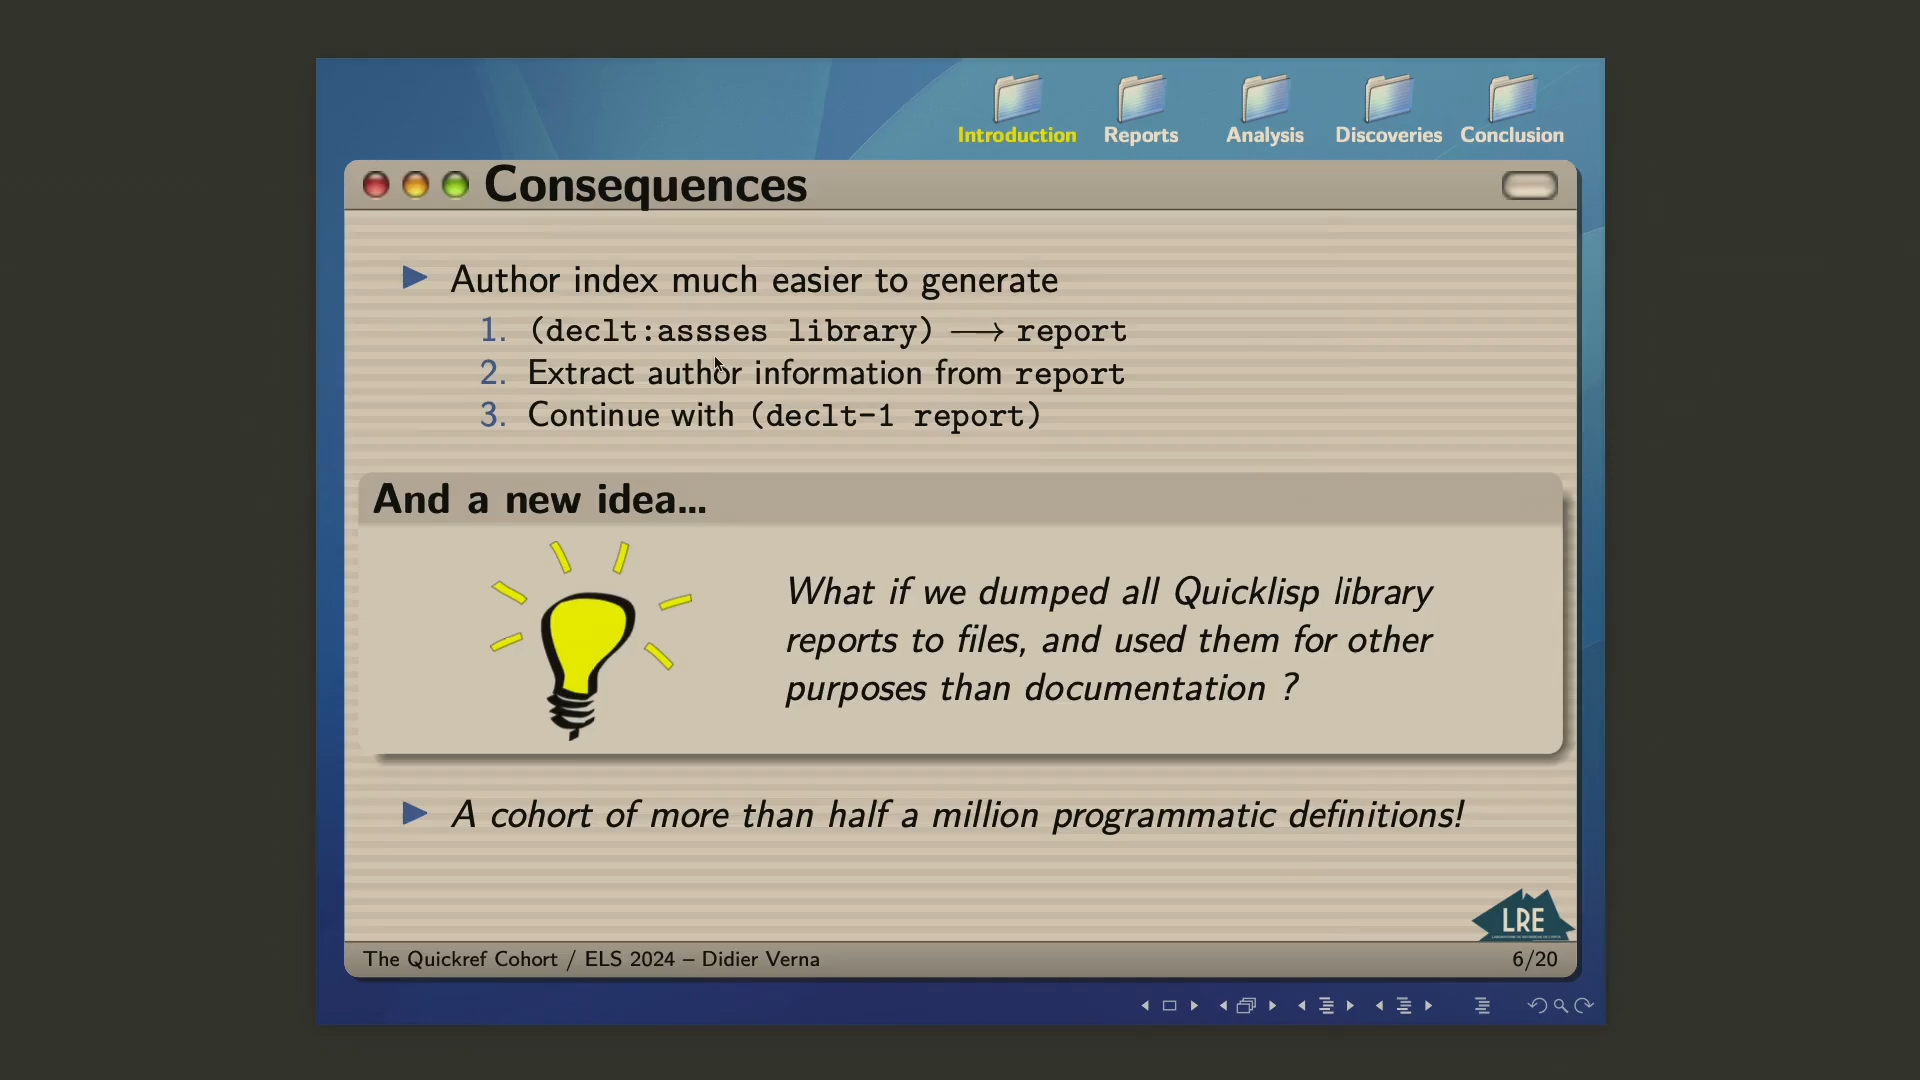 Introduction Reports Analysis Discoveries Conclusion
Consequences
Author index much easier to generate
1. (declt:assses library) ⟶ report
2. Extract author information from report
3. Continue with (declt-1 report)
And a new idea...
What if we dumped all Quicklisp library
reports to files, and used them for other
purposes than documentation ?
A cohort of more than half a million programmatic definitions!
LRE
The Quickref Cohort / ELS 2024 – Didier Verna 6/20